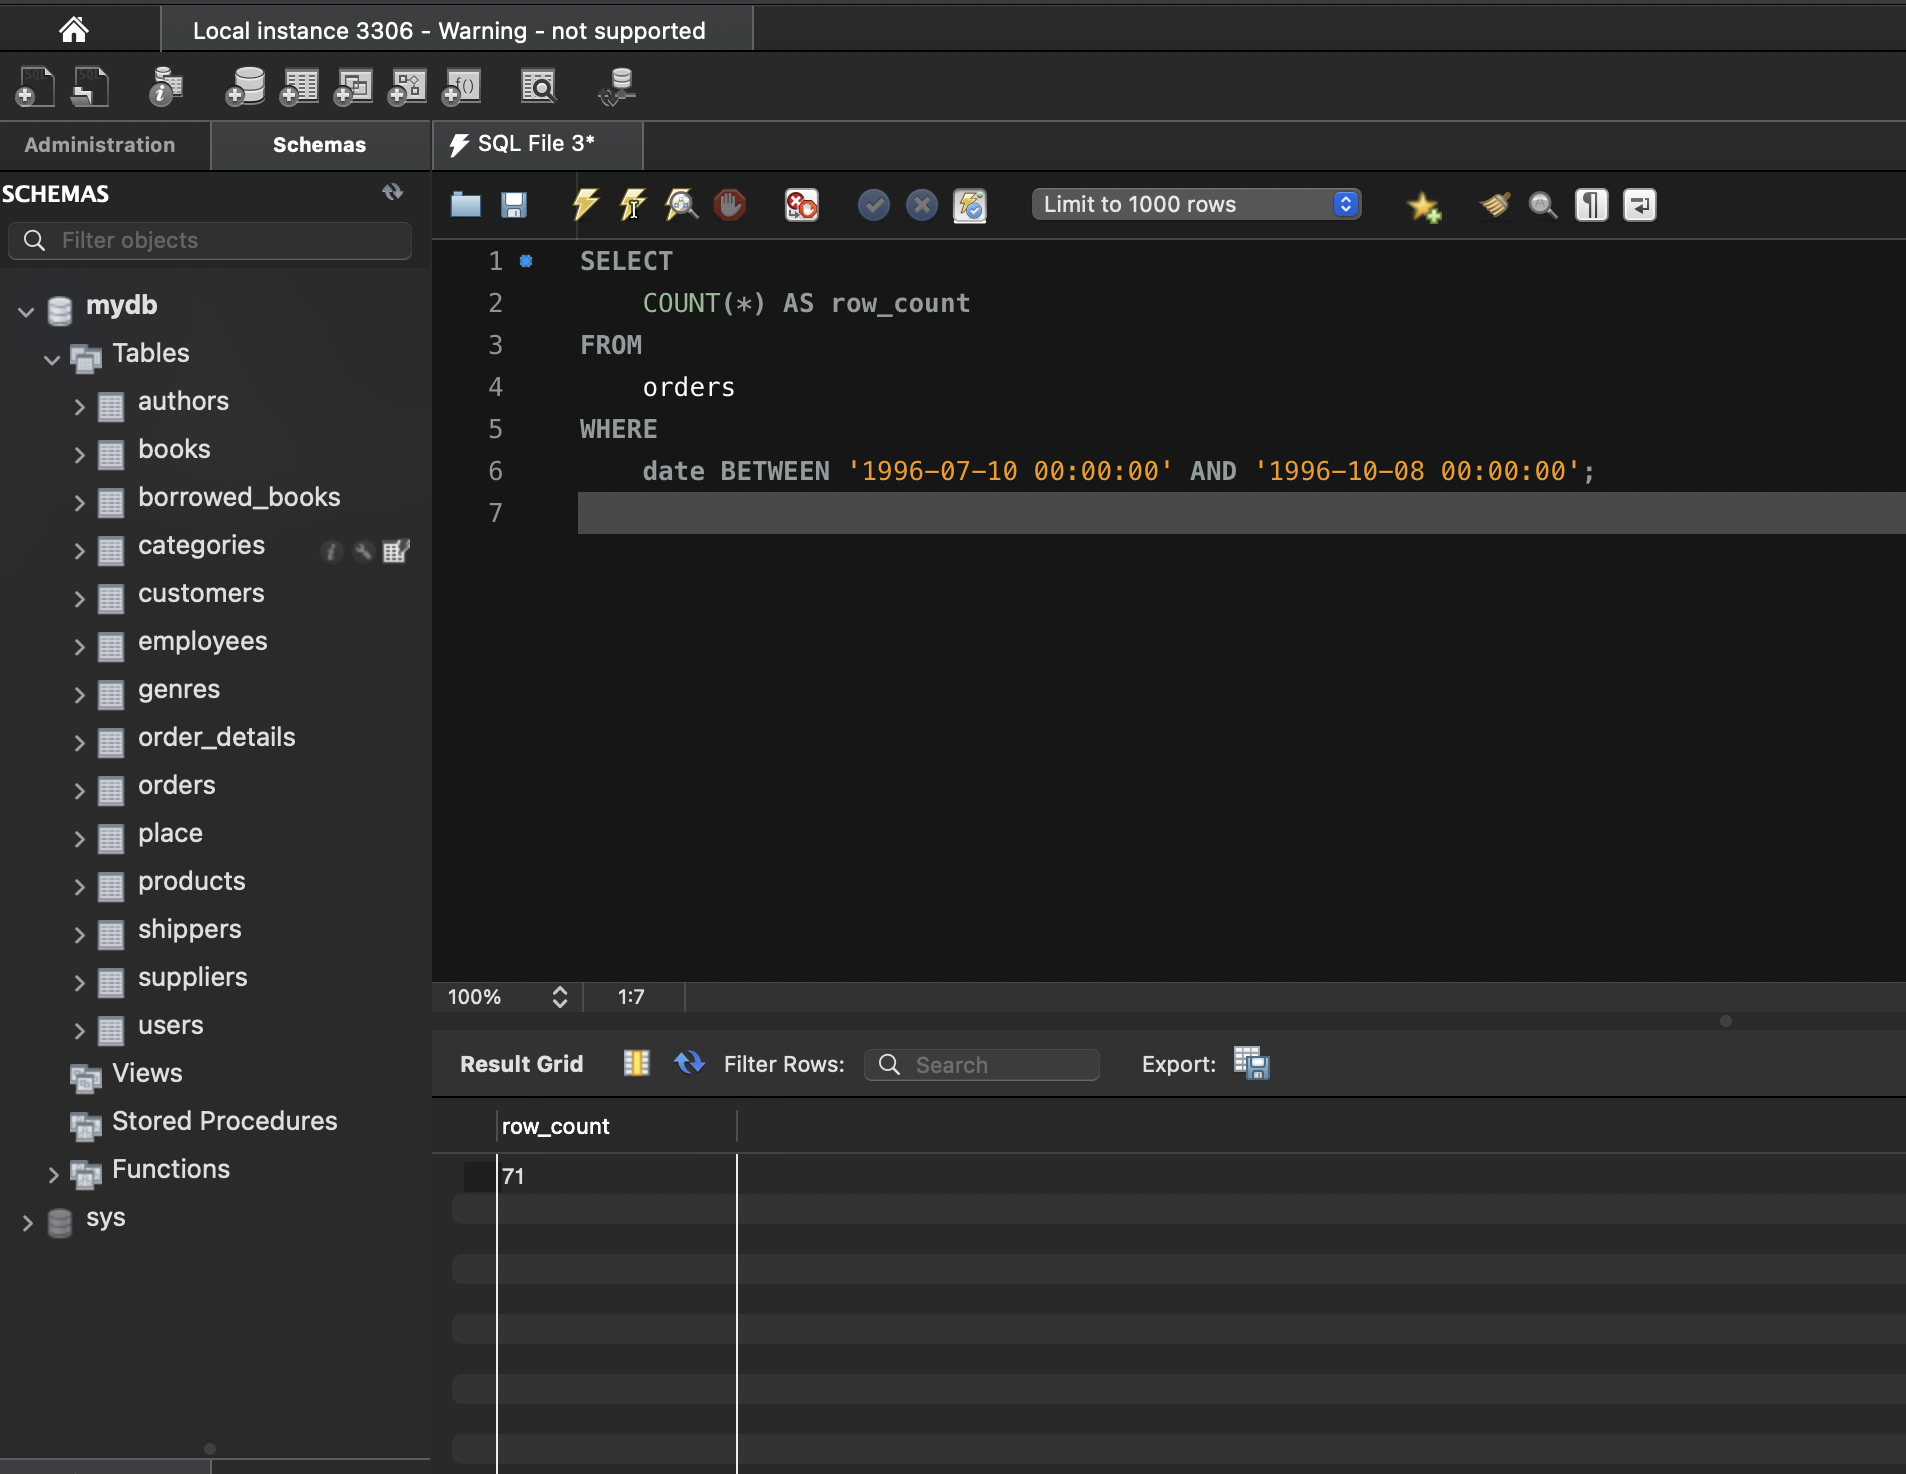 Local instance 3306 - Warning - not supported
Administration
Schemas
SQL File 3*
SCHEMAS
Filter objects
mydb
Tables
authors
books
borrowed_books
categories
customers
employees
genres
order_details
orders
place
products
shippers
suppliers
users
Views
Stored Procedures
Functions
sys
Limit to 1000 rows
1 SELECT
2 COUNT(*) AS row_count
3 FROM
4 orders
5 WHERE
6 date BETWEEN '1996-07-10 00:00:00' AND '1996-10-08 00:00:00';
7
100% 1:7
Result Grid Filter Rows: Search Export:
row_count
71